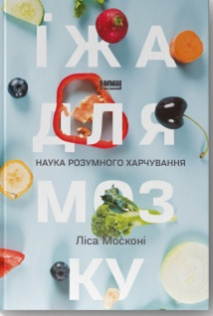 ЇЖА
ДЛЯ
НАУКА РОЗУМНОГО ХАРЧУВАННЯ
МОЗ
Ліса Москоні
КУ